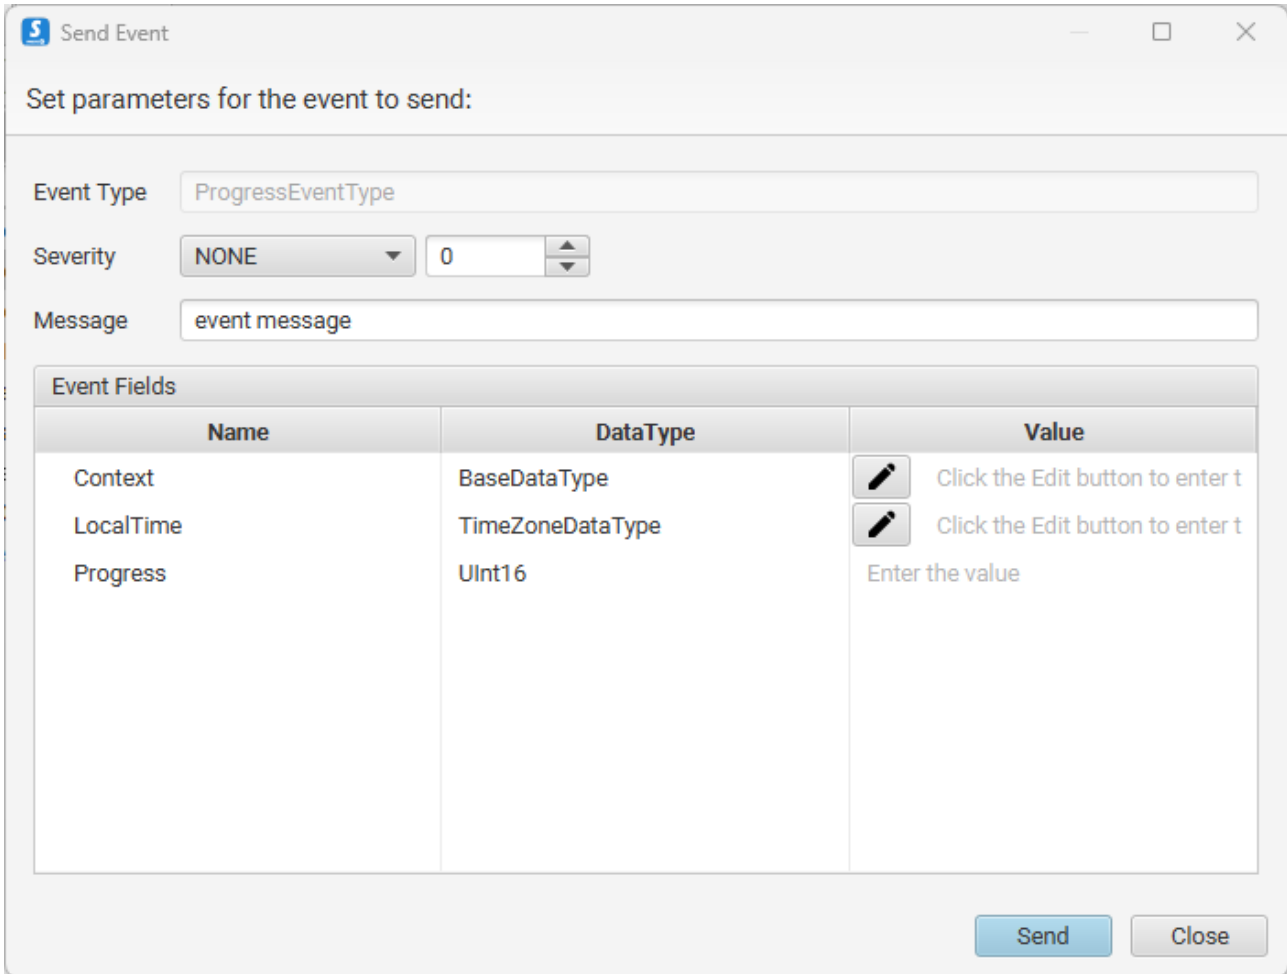 Send Event
Set parameters for the event to send:
Event Type ProgressEventType
Severity NONE 0
Message event message
Event Fields
Name DataType Value
Context BaseDataType Click the Edit button to enter t
LocalTime TimeZoneDataType Click the Edit button to enter t
Progress UInt16 Enter the value
Send Close